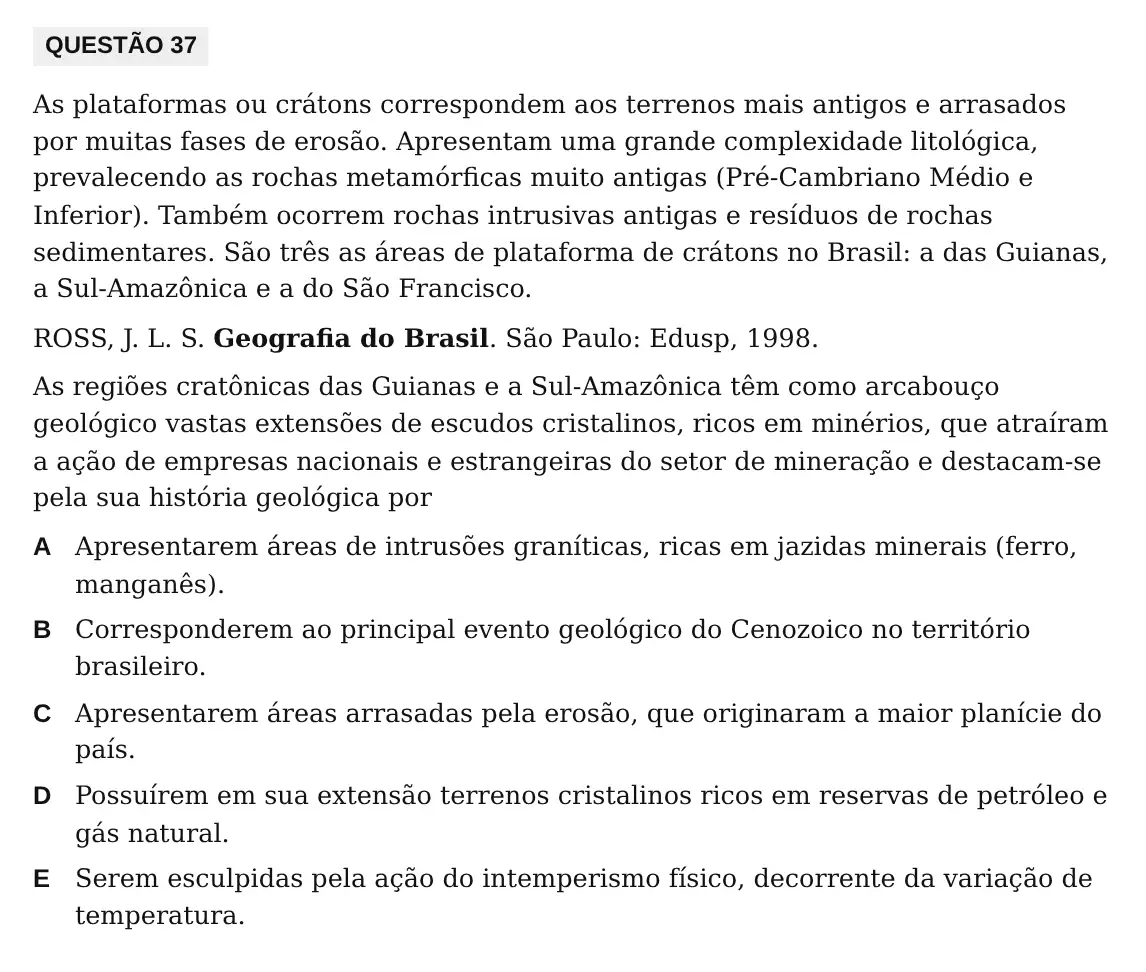 QUESTÃO 37
As plataformas ou crátons correspondem aos terrenos mais antigos e arrasados
por muitas fases de erosão. Apresentam uma grande complexidade litológica,
prevalecendo as rochas metamórficas muito antigas (Pré-Cambriano Médio e
Inferior). Também ocorrem rochas intrusivas antigas e resíduos de rochas
sedimentares. São três as áreas de plataforma de crátons no Brasil: a das Guianas,
a Sul-Amazônica e a do São Francisco.
ROSS, J. L. S. Geografia do Brasil. São Paulo: Edusp, 1998.
As regiões cratônicas das Guianas e a Sul-Amazônica têm como arcabouço
geológico vastas extensões de escudos cristalinos, ricos em minérios, que atraíram
a ação de empresas nacionais e estrangeiras do setor de mineração e destacam-se
pela sua história geológica por
A Apresentarem áreas de intrusões graníticas, ricas em jazidas minerais (ferro,
manganês).
B Corresponderem ao principal evento geológico do Cenozoico no território
brasileiro.
C Apresentarem áreas arrasadas pela erosão, que originaram a maior planície do
país.
D Possuírem em sua extensão terrenos cristalinos ricos em reservas de petróleo e
gás natural.
E Serem esculpidas pela ação do intemperismo físico, decorrente da variação de
temperatura.